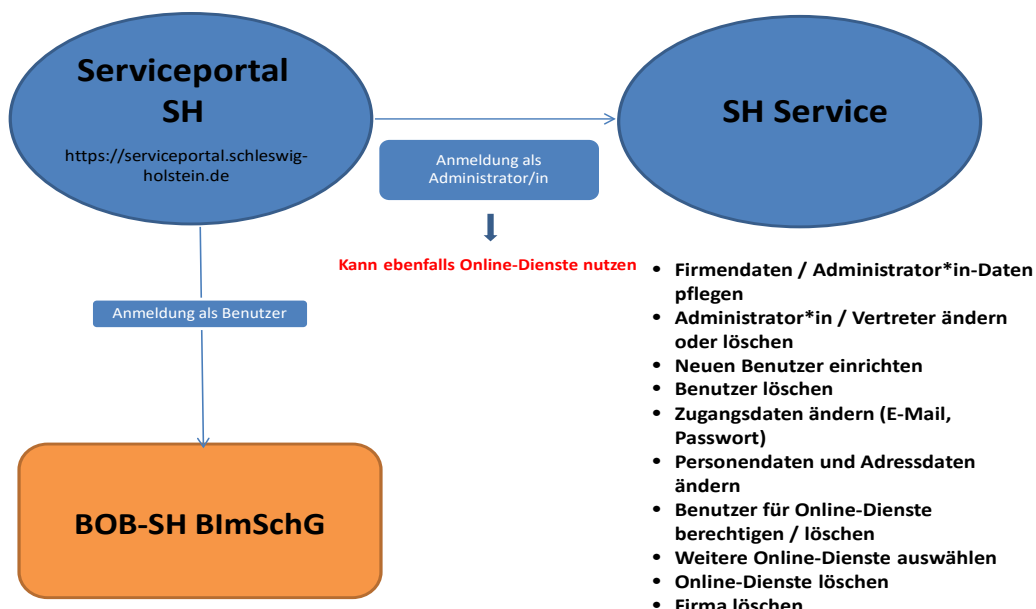 Serviceportal
SH
https://serviceportal.schleswig-
holstein.de
SH Service
Anmeldung als
Administrator/in
Kann ebenfalls Online-Dienste nutzen
Anmeldung als Benutzer
BOB-SH BImSchG
• Firmendaten / Administrator*in-Daten
pflegen
• Administrator*in / Vertreter ändern
oder löschen
• Neuen Benutzer einrichten
• Benutzer löschen
• Zugangsdaten ändern (E-Mail,
Passwort)
• Personendaten und Adressdaten
ändern
• Benutzer für Online-Dienste
berechtigen / löschen
• Weitere Online-Dienste auswählen
• Online-Dienste löschen
• Firma löschen